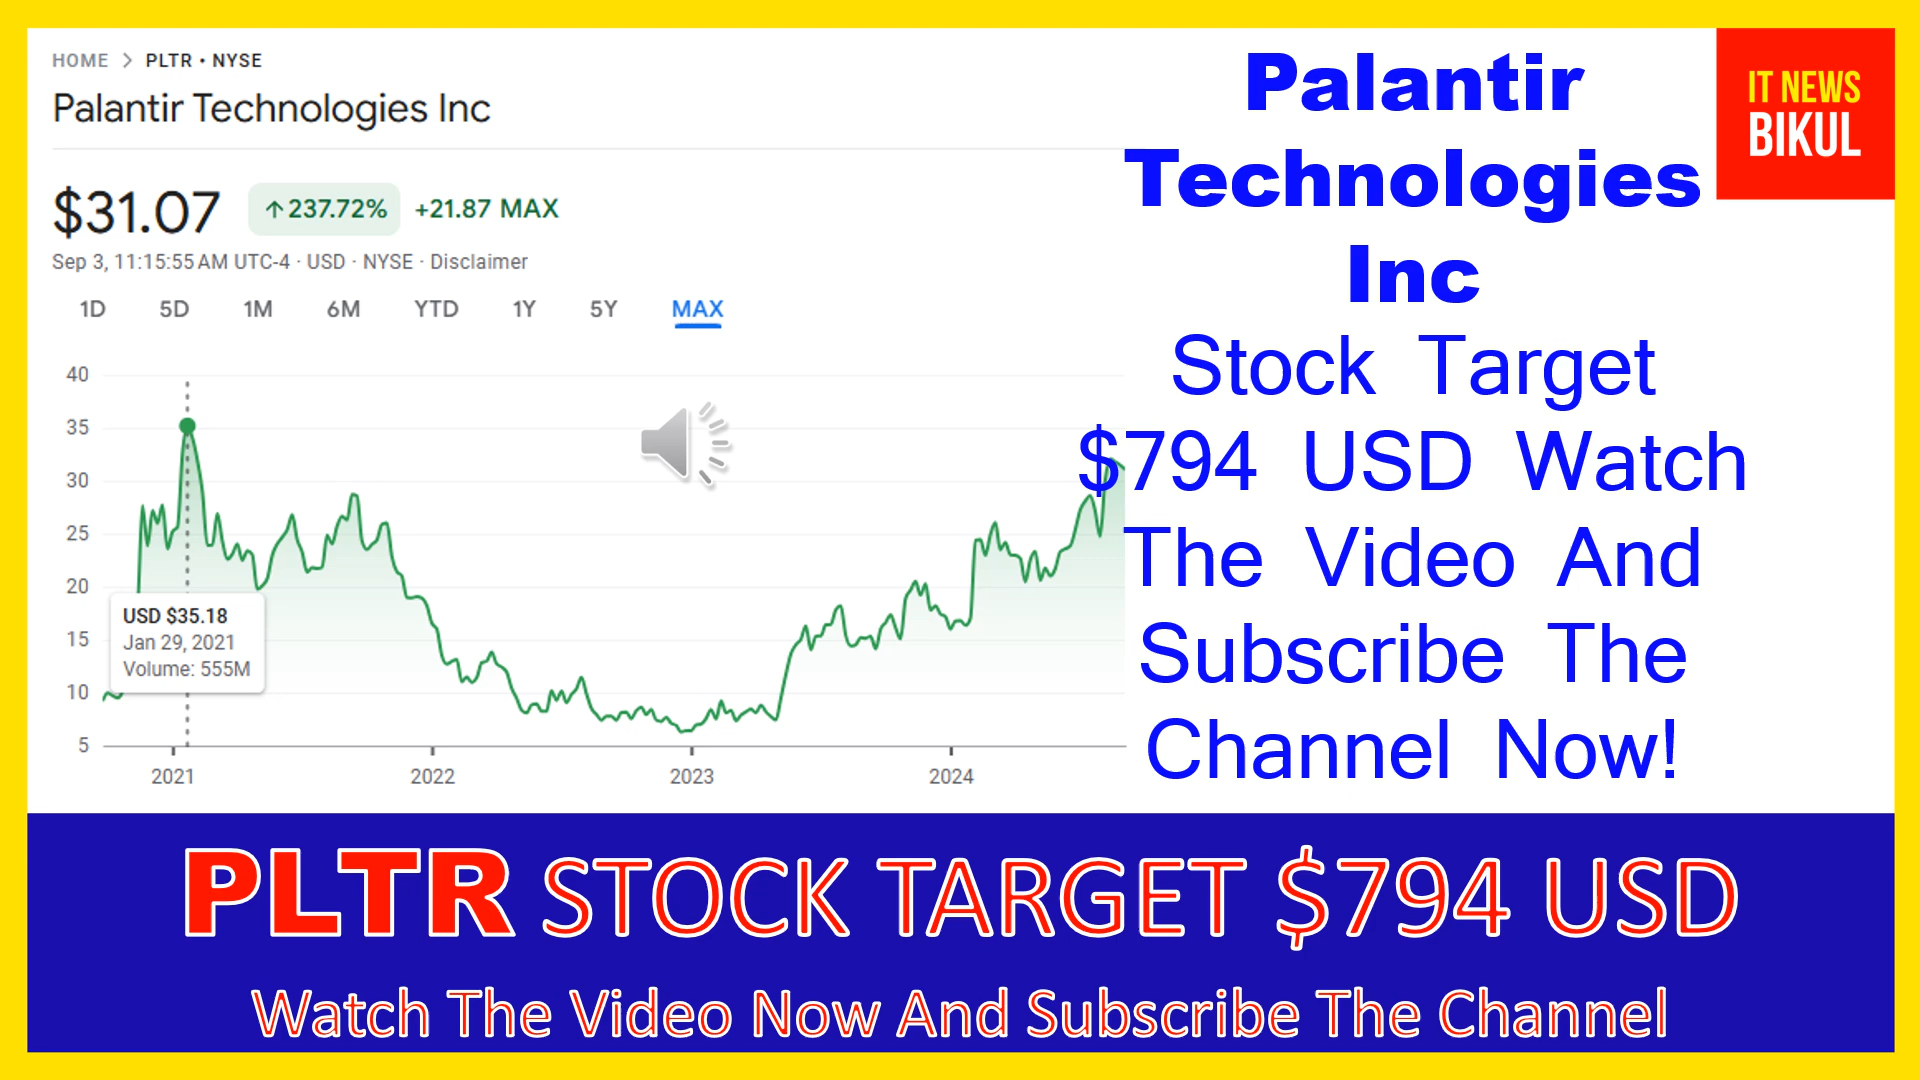 HOME > PLTR • NYSE
Palantir Technologies Inc
$31.07 ↑237.72% +21.87 MAX
Sep 3, 11:15:55 AM UTC-4 · USD · NYSE · Disclaimer
1D 5D 1M 6M YTD 1Y 5Y MAX
40
35
30
25
20
15
10
5
USD $35.18
Jan 29, 2021
Volume: 555M
2021 2022 2023 2024
Palantir
Technologies
Inc
Stock Target
$794 USD Watch
The Video And
Subscribe The
Channel Now!
IT NEWS
BIKUL
PLTR STOCK TARGET $794 USD
Watch The Video Now And Subscribe The Channel